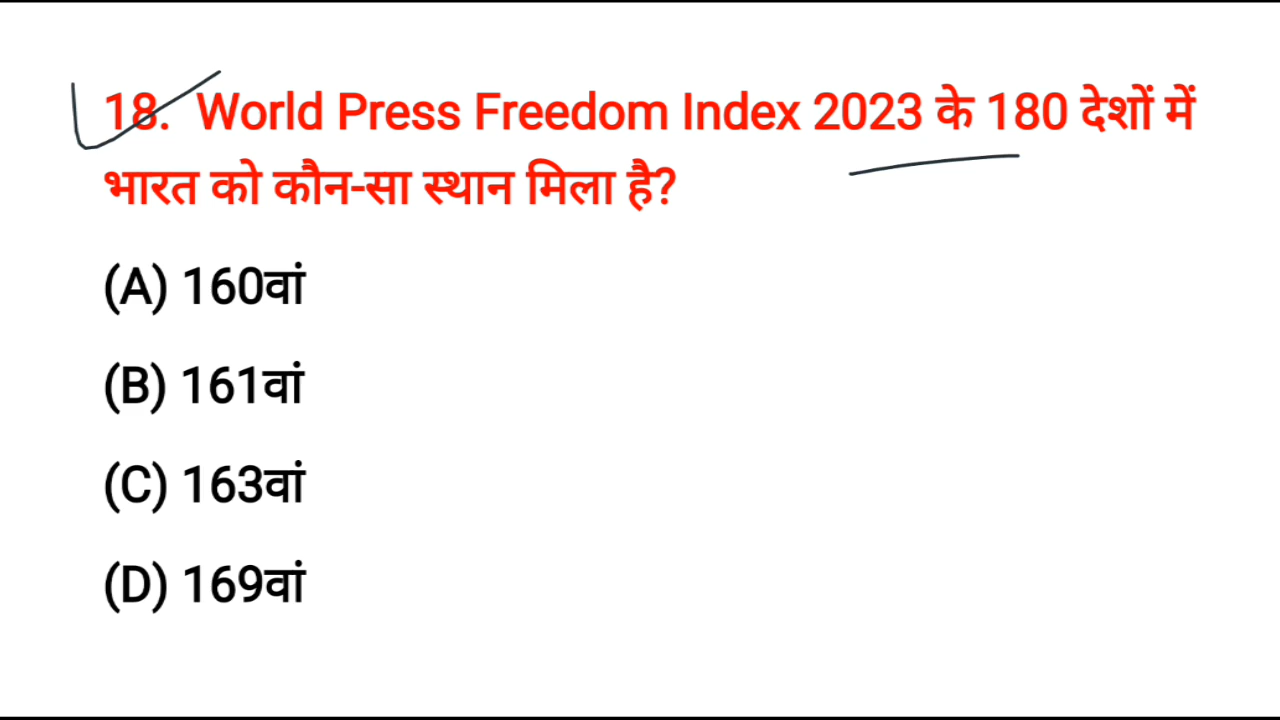 18. World Press Freedom Index 2023 के 180 देशों में
भारत को कौन-सा स्थान मिला है?
(A) 160वां
(B) 161वां
(C) 163वां
(D) 169वां